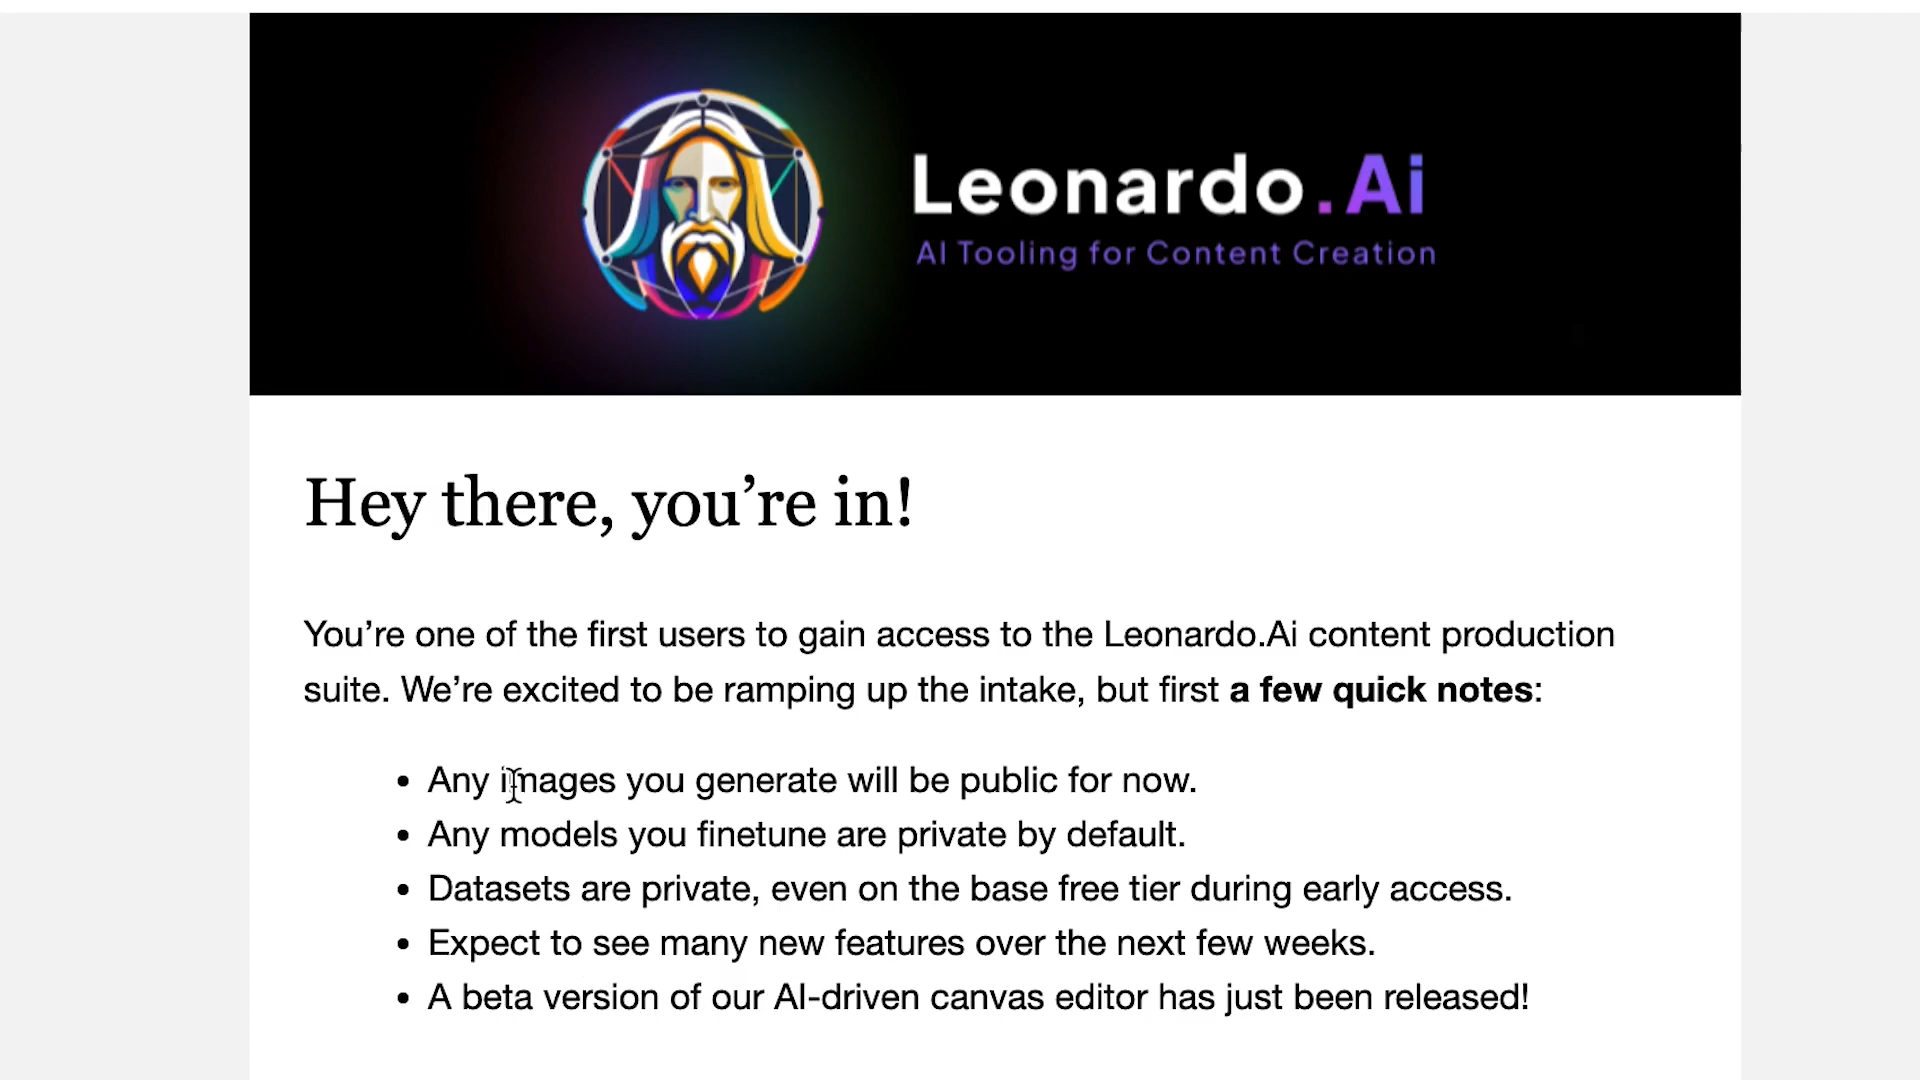 Leonardo.Ai
AI Tooling for Content Creation
Hey there, you’re in!
You’re one of the first users to gain access to the Leonardo.Ai content production
suite. We’re excited to be ramping up the intake, but first a few quick notes:
• Any images you generate will be public for now.
• Any models you finetune are private by default.
• Datasets are private, even on the base free tier during early access.
• Expect to see many new features over the next few weeks.
• A beta version of our AI-driven canvas editor has just been released!